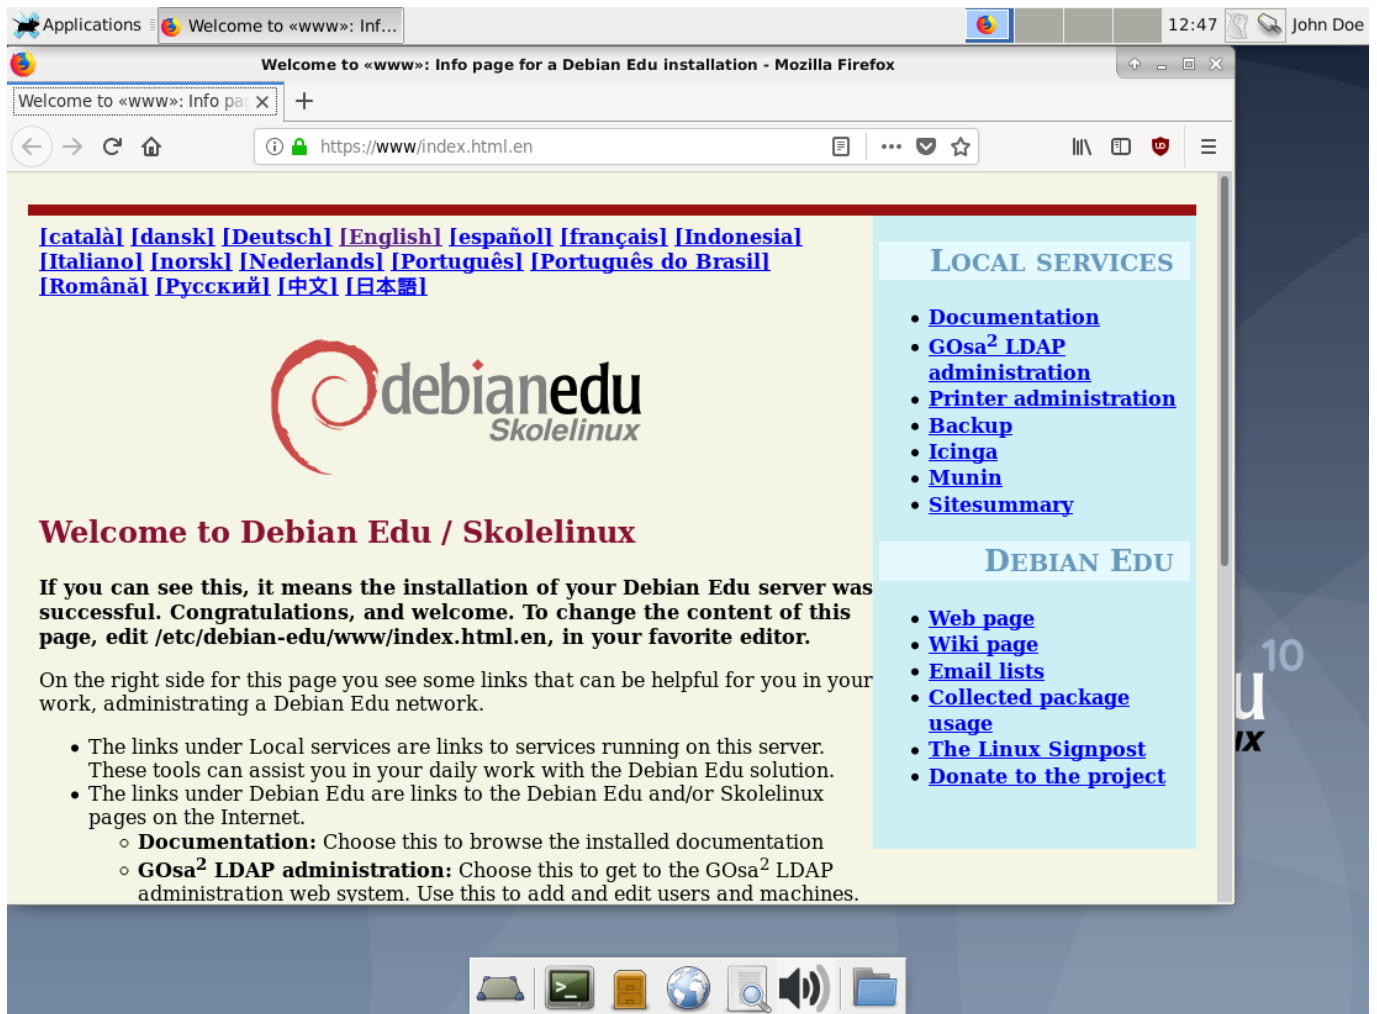 Applications
Welcome to «www»: Inf...
12:47
John Doe
Welcome to «www»: Info page for a Debian Edu installation - Mozilla Firefox
Welcome to «www»: Info pa
https://www/index.html.en
[català] [dansk] [Deutsch] [English] [español] [français] [Indonesia]
[Italiano] [norsk] [Nederlands] [Português] [Português do Brasil]
[Română] [Русский] [中文] [日本語]
debianedu
Skolelinux
Welcome to Debian Edu / Skolelinux
If you can see this, it means the installation of your Debian Edu server was
successful. Congratulations, and welcome. To change the content of this
page, edit /etc/debian-edu/www/index.html.en, in your favorite editor.
On the right side for this page you see some links that can be helpful for you in your
work, administrating a Debian Edu network.
• The links under Local services are links to services running on this server.
These tools can assist you in your daily work with the Debian Edu solution.
• The links under Debian Edu are links to the Debian Edu and/or Skolelinux
pages on the Internet.
◦ Documentation: Choose this to browse the installed documentation
◦ GOsa² LDAP administration: Choose this to get to the GOsa² LDAP
administration web system. Use this to add and edit users and machines.
Local services
• Documentation
• GOsa² LDAP
administration
• Printer administration
• Backup
• Icinga
• Munin
• Sitesummary
Debian Edu
• Web page
• Wiki page
• Email lists
• Collected package
usage
• The Linux Signpost
• Donate to the project
10
u
ux